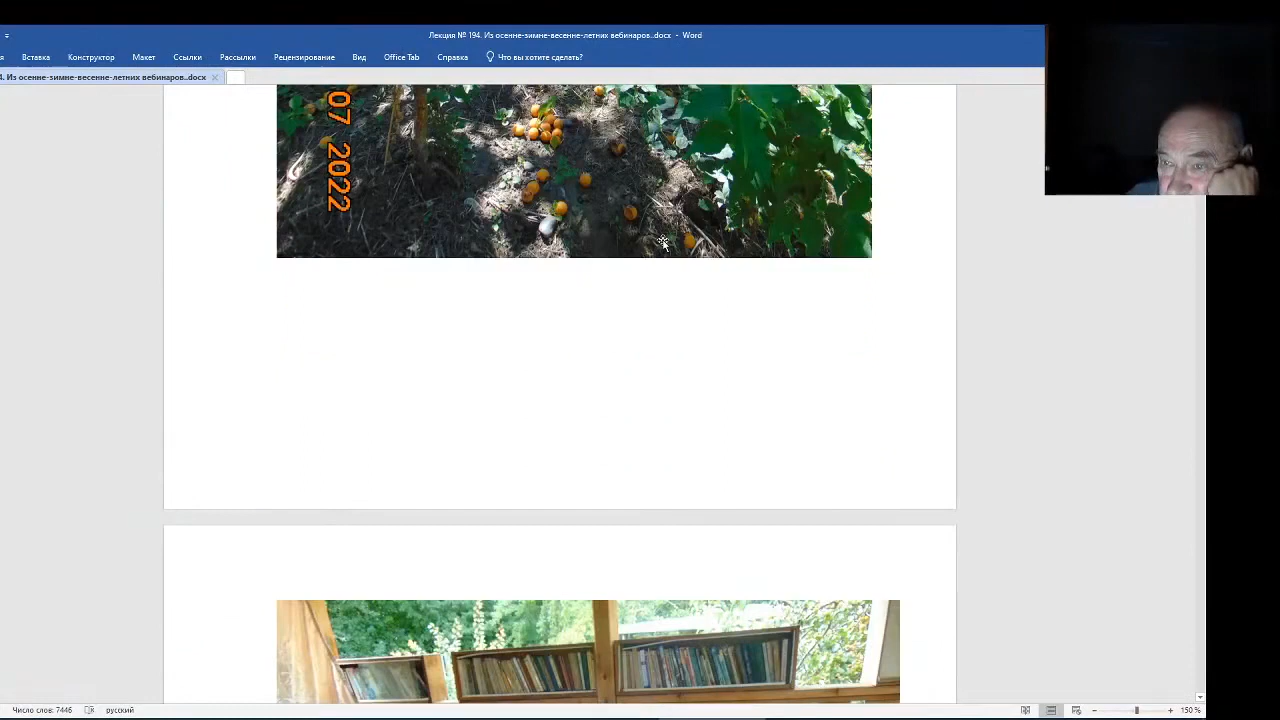 Лекция № 194. Из осенне-зимне-весенне-летних вебинаров..docx - Word
я Вставка Конструктор Макет Ссылки Рассылки Рецензирование Вид Office Tab Справка Что вы хотите сделать?
4. Из осенне-зимне-весенне-летних вебинаров..docx
07 2022
Число слов: 7446 русский 150 %